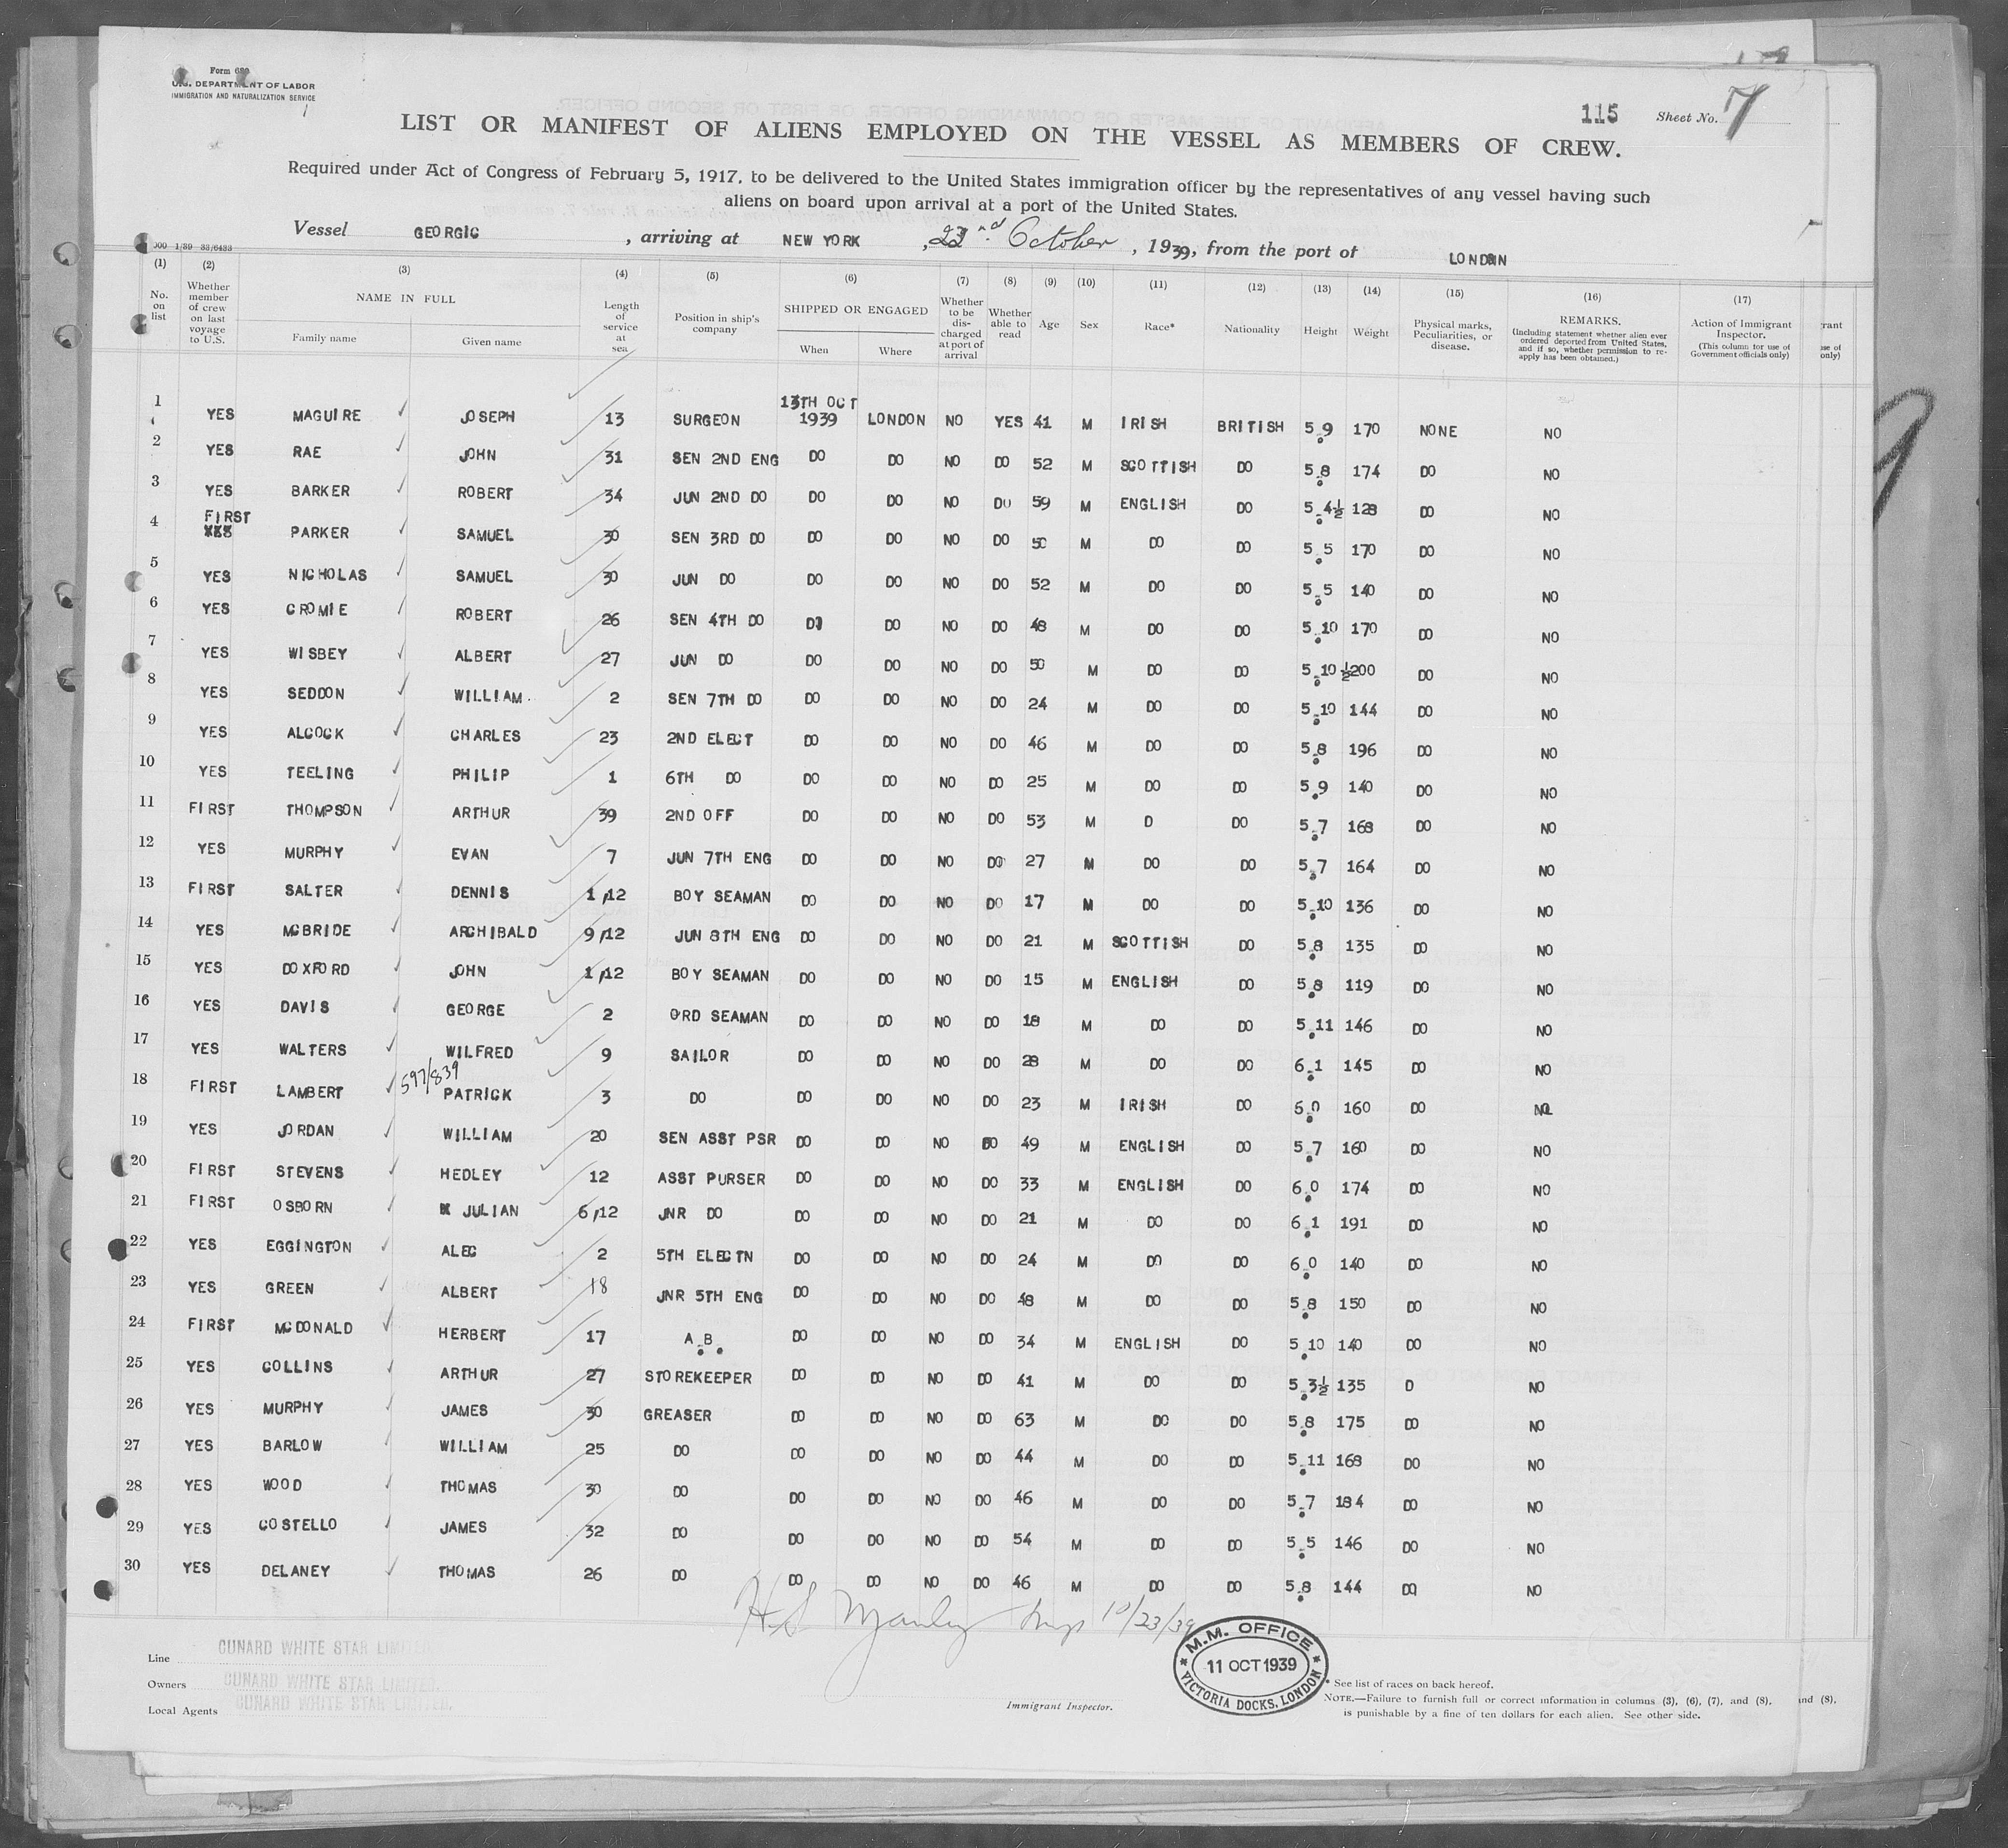 Form 689
U.S. DEPARTMENT OF LABOR
IMMIGRATION AND NATURALIZATION SERVICE
115 Sheet No. 7
LIST OR MANIFEST OF ALIENS EMPLOYED ON THE VESSEL AS MEMBERS OF CREW.
Required under Act of Congress of February 5, 1917, to be delivered to the United States immigration officer by the representatives of any vessel having such
aliens on board upon arrival at a port of the United States.
Vessel GEORGIC , arriving at NEW YORK , 22nd October , 1939, from the port of LONDON
(1) No. on list
(2) Whether member of crew on last voyage to U.S.
(3) NAME IN FULL Family name Given name
(4) Length of service at sea
(5) Position in ship's company
(6) SHIPPED OR ENGAGED When Where
(7) Whether to be discharged at port of arrival
(8) Whether able to read
(9) Age
(10) Sex
(11) Race*
(12) Nationality
(13) Height
(14) Weight
(15) Physical marks, Peculiarities, or disease.
(16) REMARKS. (Including statement whether alien ever ordered deported from United States, and if so, whether permission to reapply has been obtained.)
(17) Action of Immigrant Inspector. (This column for use of Government officials only)
1 YES MAGUIRE JOSEPH 13 SURGEON 13TH OCT 1939 LONDON NO YES 41 M IRISH BRITISH 5.9 170 NONE NO
2 YES RAE JOHN 31 SEN 2ND ENG DO DO NO DO 52 M SCOTTISH DO 5.8 174 DO NO
3 YES BARKER ROBERT 34 JUN 2ND DO DO DO NO DO 59 M ENGLISH DO 5.4½ 128 DO NO
4 FIRST PARKER SAMUEL 30 SEN 3RD DO DO DO NO DO 50 M DO DO 5.5 170 DO NO
5 YES NICHOLAS SAMUEL 30 JUN DO DO DO NO DO 52 M DO DO 5.5 140 DO NO
6 YES CROMIE ROBERT 26 SEN 4TH DO DO DO NO DO 48 M DO DO 5.10 170 DO NO
7 YES WISBEY ALBERT 27 JUN DO DO DO NO DO 50 M DO DO 5.10½ 200 DO NO
8 YES SEDDON WILLIAM. 2 SEN 7TH DO DO DO NO DO 24 M DO DO 5.10 144 DO NO
9 YES ALCOCK CHARLES 23 2ND ELECT DO DO NO DO 46 M DO DO 5.8 196 DO NO
10 YES TEELING PHILIP 1 6TH DO DO DO NO DO 25 M DO DO 5.9 140 DO NO
11 FIRST THOMPSON ARTHUR 39 2ND OFF DO DO NO DO 53 M D DO 5.7 168 DO NO
12 YES MURPHY EVAN 7 JUN 7TH ENG DO DO NO DO 27 M DO DO 5.7 164 DO NO
13 FIRST SALTER DENNIS 1/12 BOY SEAMAN DO DO NO DO 17 M DO DO 5.10 136 DO NO
14 YES MCBRIDE ARCHIBALD 9/12 JUN 8TH ENG DO DO NO DO 21 M SCOTTISH DO 5.8 135 DO NO
15 YES DOXFORD JOHN 1/12 BOY SEAMAN DO DO NO DO 15 M ENGLISH DO 5.8 119 DO NO
16 YES DAVIS GEORGE 2 ORD SEAMAN DO DO NO DO 18 M DO DO 5.11 146 DO NO
17 YES WALTERS WILFRED 9 SAILOR DO DO NO DO 28 M DO DO 6.1 145 DO NO
597/839
18 FIRST LAMBERT PATRICK 3 DO DO DO NO DO 23 M IRISH DO 6.0 160 DO NO
19 YES JORDAN WILLIAM 20 SEN ASST PSR DO DO NO DO 49 M ENGLISH DO 5.7 160 DO NO
20 FIRST STEVENS HEDLEY 12 ASST PURSER DO DO NO DO 33 M ENGLISH DO 6.0 174 DO NO
21 FIRST OSBORN JULIAN 6/12 JNR DO DO DO NO DO 21 M DO DO 6.1 191 DO NO
22 YES EGGINGTON ALEC 2 5TH ELECTN DO DO NO DO 24 M DO DO 6.0 140 DO NO
23 YES GREEN ALBERT 18 JNR 5TH ENG DO DO NO DO 48 M DO DO 5.8 150 DO NO
24 FIRST MCDONALD HERBERT 17 A.B. DO DO NO DO 34 M ENGLISH DO 5.10 140 DO NO
25 YES COLLINS ARTHUR 27 STOREKEEPER DO DO NO DO 41 M DO DO 5.3½ 135 D NO
26 YES MURPHY JAMES 30 GREASER DO DO NO DO 63 M DO DO 5.8 175 DO NO
27 YES BARLOW WILLIAM 25 DO DO DO NO DO 44 M DO DO 5.11 168 DO NO
28 YES WOOD THOMAS 30 DO DO DO NO DO 46 M DO DO 5.7 184 DO NO
29 YES COSTELLO JAMES 32 DO DO DO NO DO 54 M DO DO 5.5 146 DO NO
30 YES DELANEY THOMAS 26 DO DO DO NO DO 46 M DO DO 5.8 144 DO NO
10/23/39
Line CUNARD WHITE STAR LIMITED
Owners CUNARD WHITE STAR LIMITED.
Local Agents CUNARD WHITE STAR LIMITED.
Immigrant Inspector.
M.M. OFFICE
11 OCT 1939
VICTORIA DOCKS, LONDON
* See list of races on back hereof.
NOTE.—Failure to furnish full or correct information in columns (3), (6), (7), and (8),
is punishable by a fine of ten dollars for each alien. See other side.
and (8),